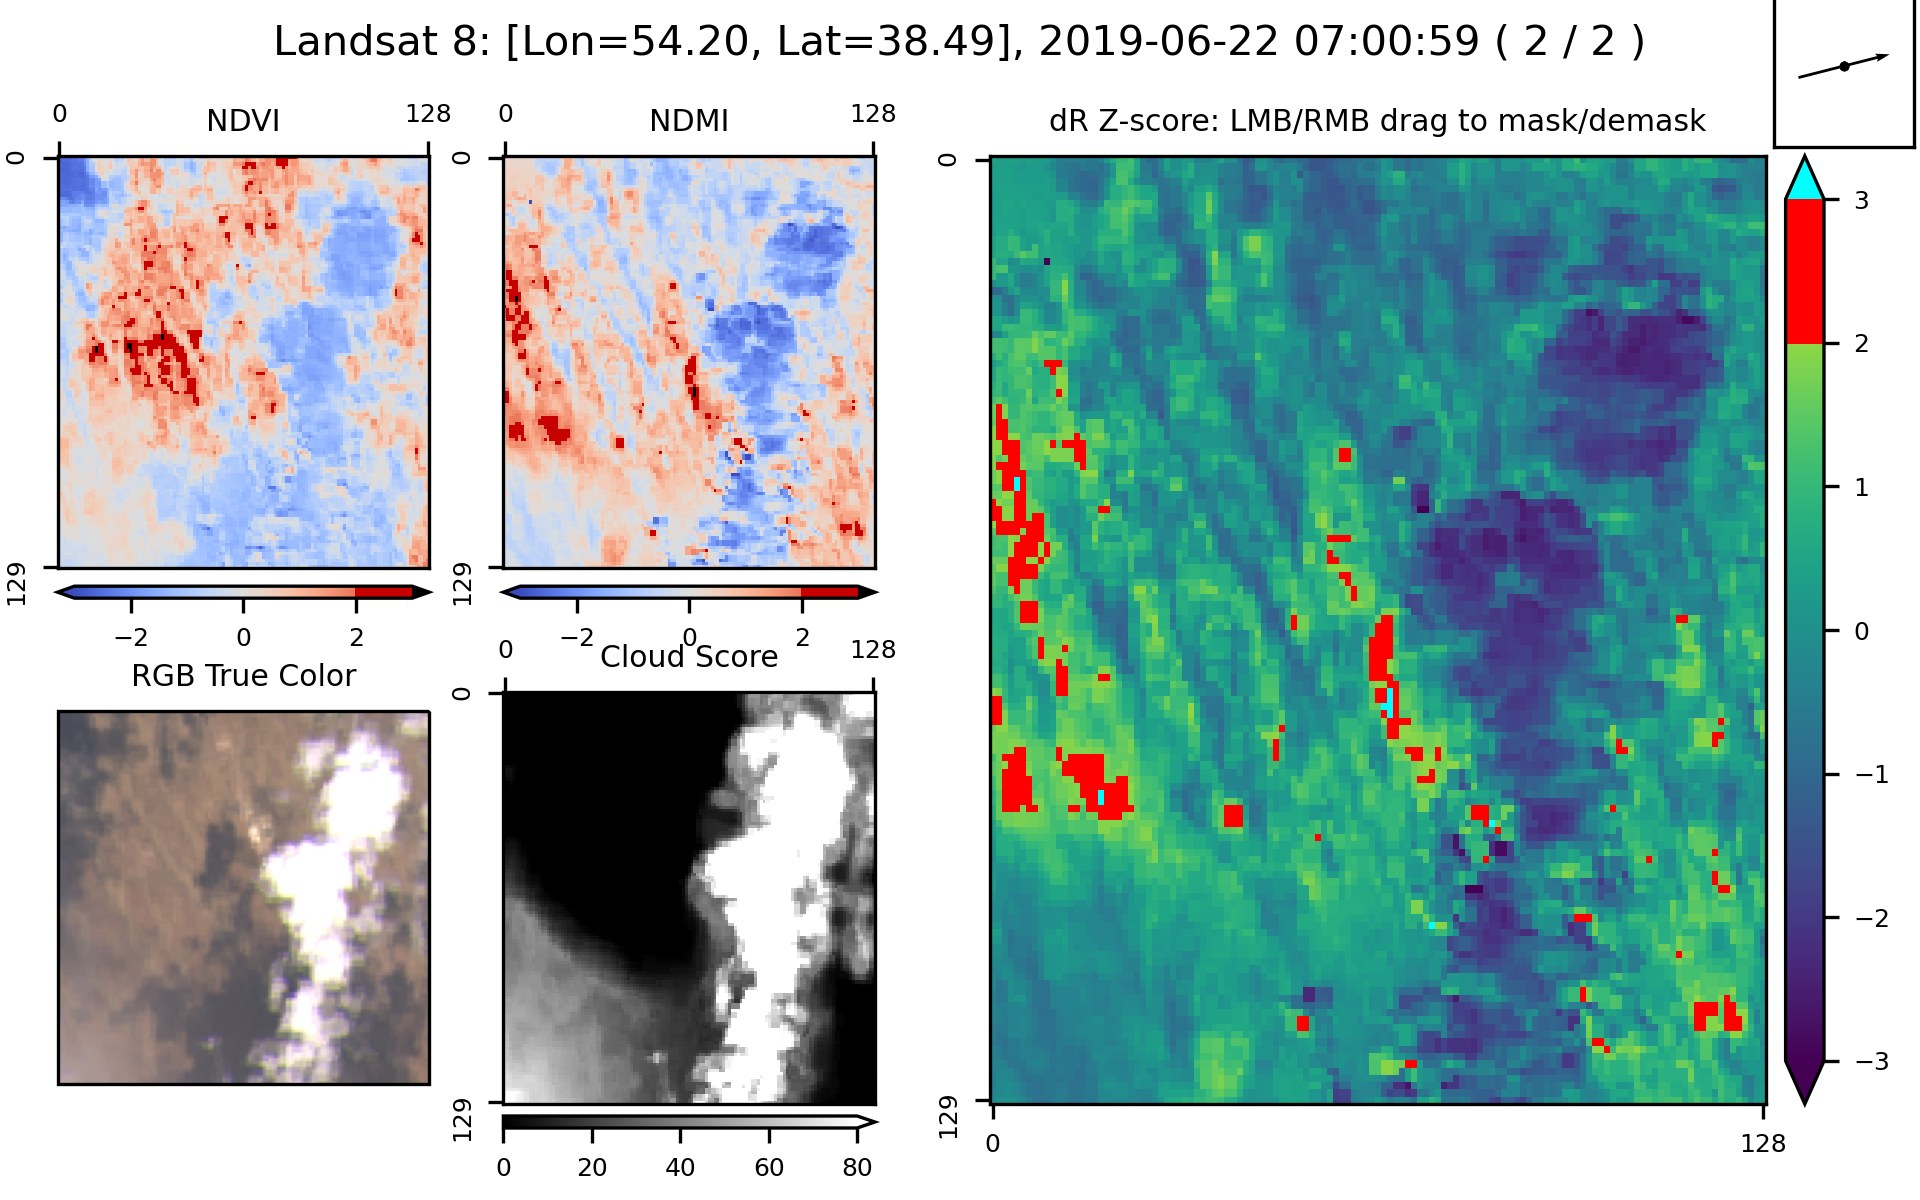 Landsat 8: [Lon=54.20, Lat=38.49], 2019-06-22 07:00:59 ( 2 / 2 )
0 NDVI 128
0
129
−2 0 2
0 NDMI 128
0
129
−2 0 2
RGB True Color
0 Cloud Score 128
0
129
0 20 40 60 80
dR Z-score: LMB/RMB drag to mask/demask
0
129
0 128
3
2
1
0
−1
−2
−3